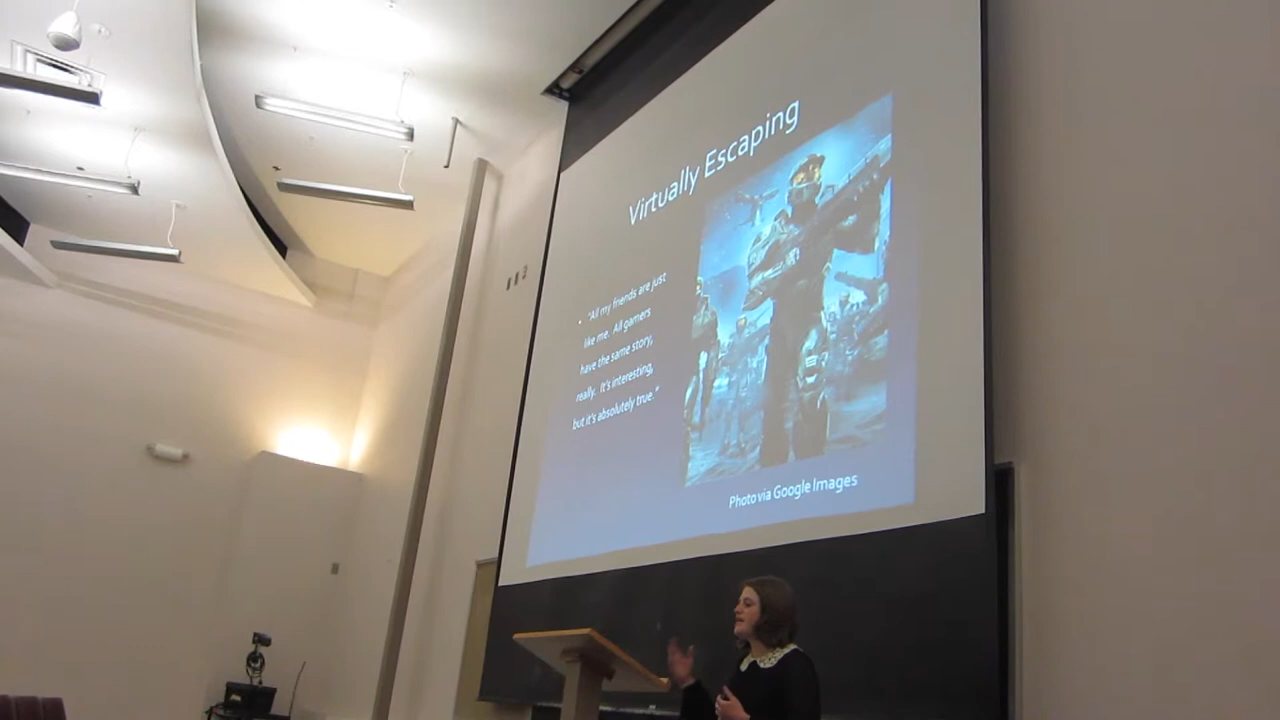 Virtually Escaping
• "All my friends are just
like me. All gamers
have the same story,
really. It's interesting,
but it's absolutely true."
Photo via Google Images